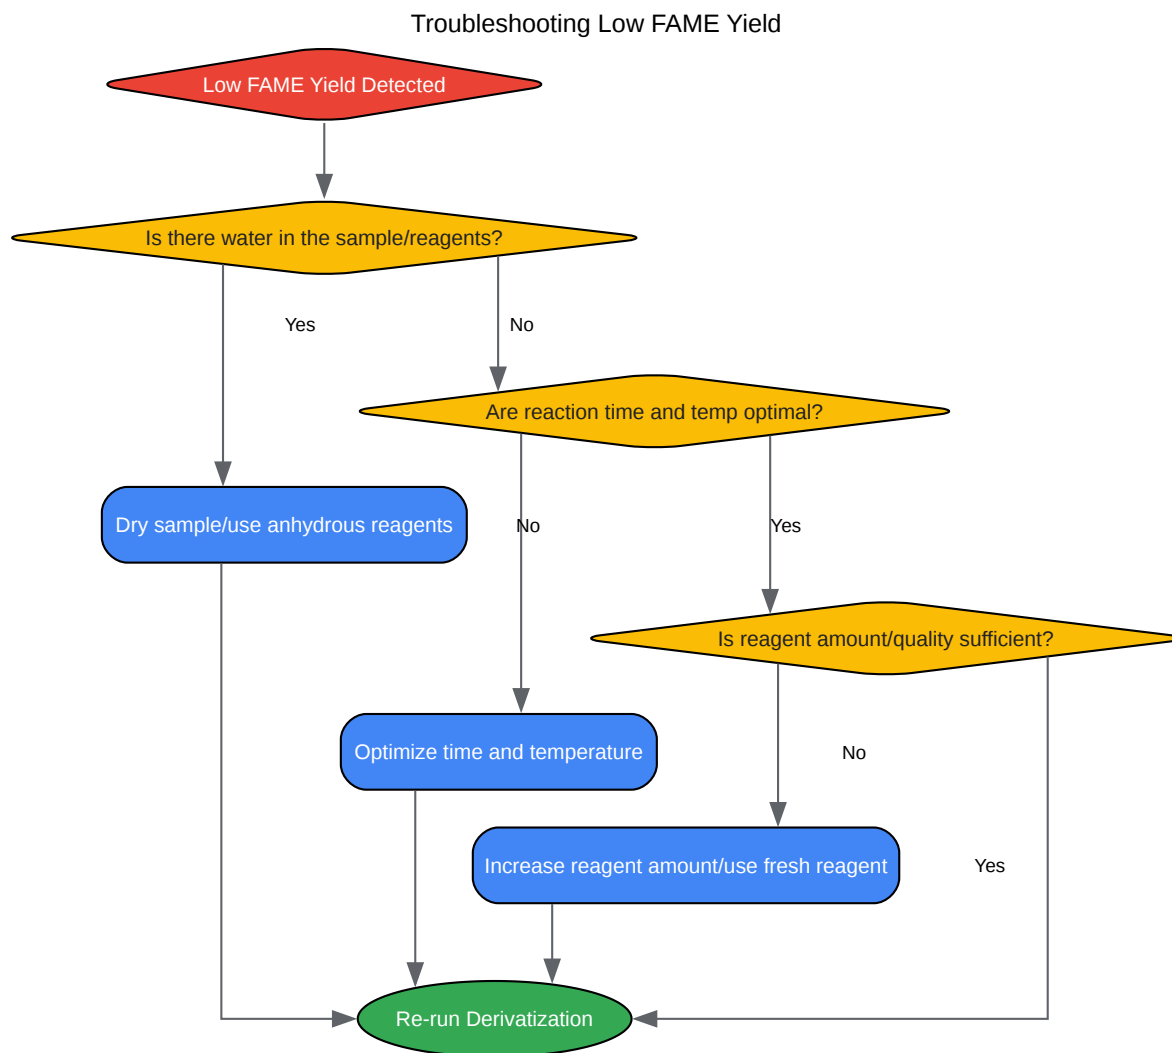 Troubleshooting Low FAME Yield
Low FAME Yield Detected
Is there water in the sample/reagents?
Yes
No
Are reaction time and temp optimal?
Dry sample/use anhydrous reagents
No
Yes
Is reagent amount/quality sufficient?
Optimize time and temperature
No
Increase reagent amount/use fresh reagent
Yes
Re-run Derivatization